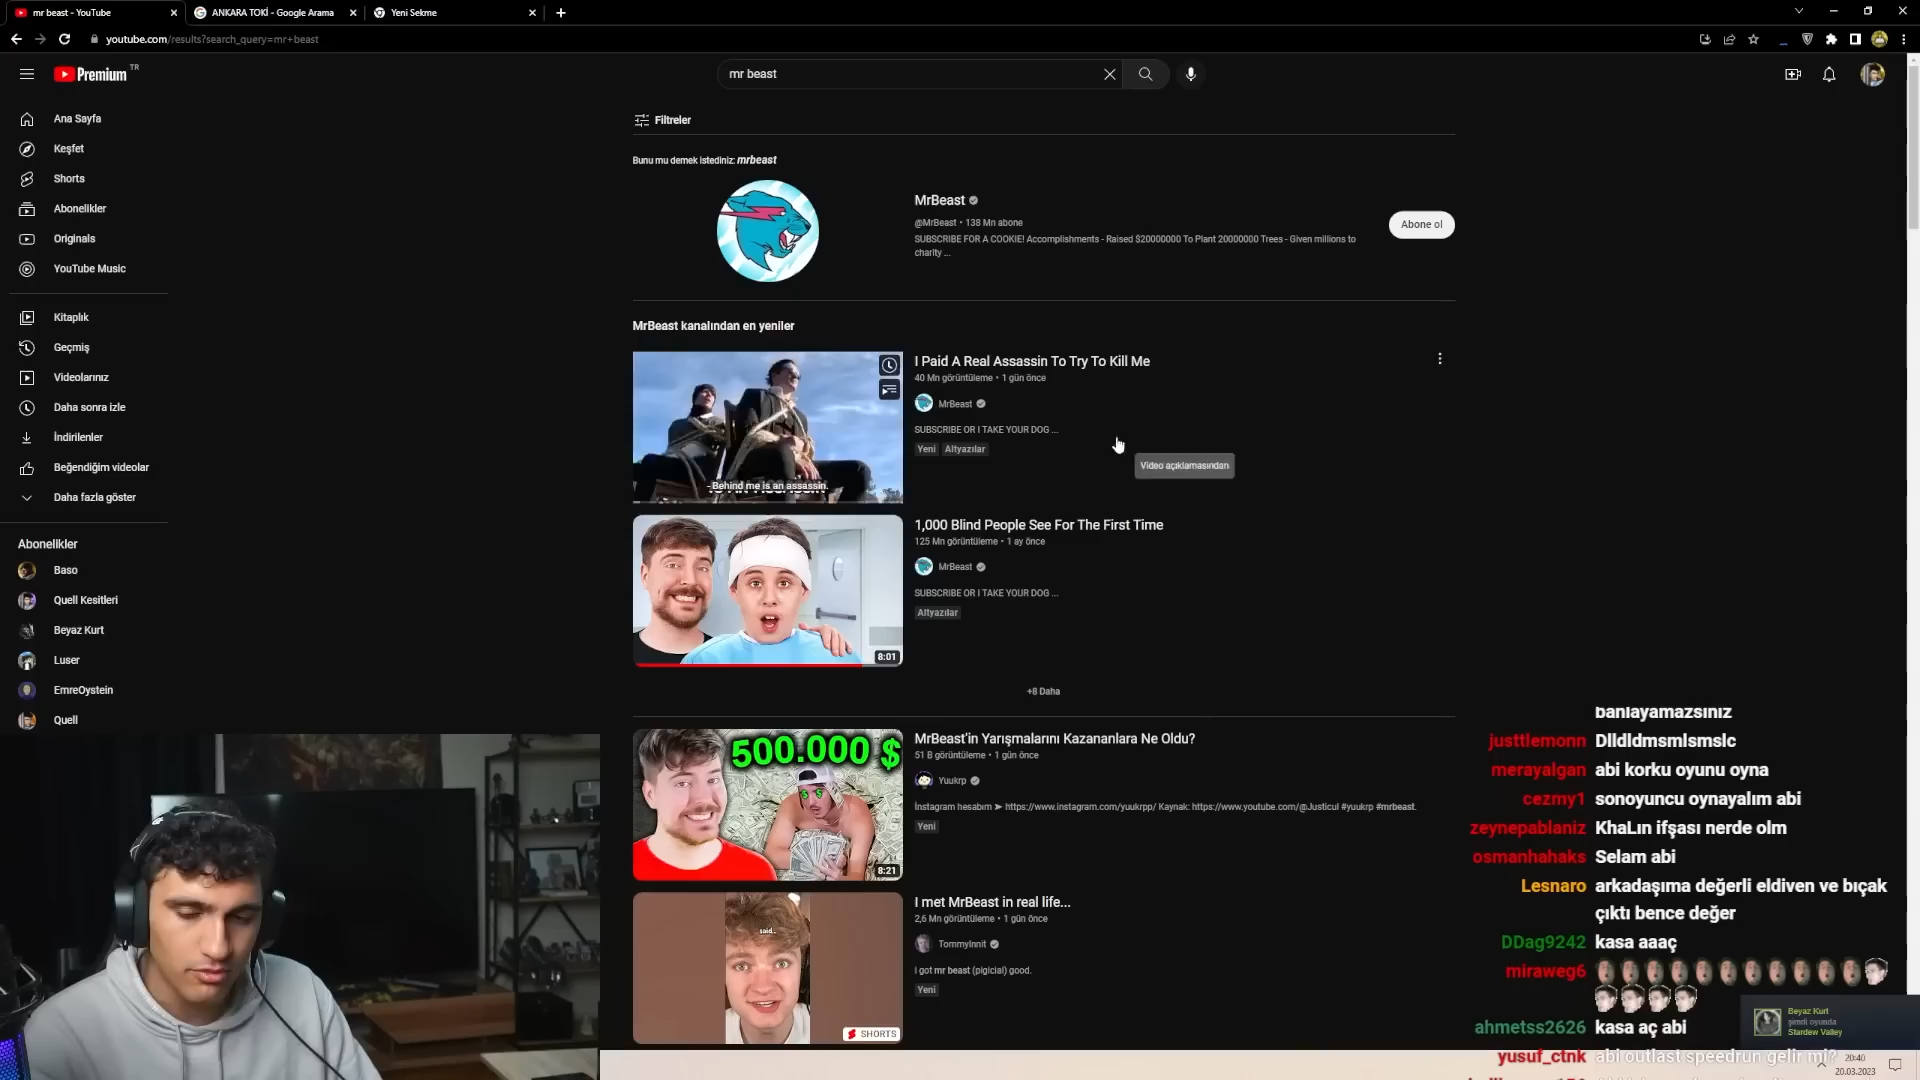 mr beast - YouTube
ANKARA TOKİ - Google Arama
Yeni Sekme
youtube.com/results?search_query=mr+beast
Premium TR
mr beast
Ana Sayfa
Keşfet
Shorts
Abonelikler
Originals
YouTube Music
Kitaplık
Geçmiş
Videolarınız
Daha sonra izle
İndirilenler
Beğendiğim videolar
Daha fazla göster
Abonelikler
Baso
Quell Kesitleri
Beyaz Kurt
Luser
EmreOystein
Quell
Filtreler
Bunu mu demek istediniz: mrbeast
MrBeast
@MrBeast • 138 Mn abone
SUBSCRIBE FOR A COOKIE! Accomplishments - Raised $20000000 To Plant 20000000 Trees - Given millions to
charity ...
Abone ol
MrBeast kanalından en yeniler
- Behind me is an assassin.
I Paid A Real Assassin To Try To Kill Me
40 Mn görüntüleme • 1 gün önce
MrBeast
SUBSCRIBE OR I TAKE YOUR DOG ...
Yeni Altyazılar
Video açıklamasından
8:01
1,000 Blind People See For The First Time
125 Mn görüntüleme • 1 ay önce
MrBeast
SUBSCRIBE OR I TAKE YOUR DOG ...
Altyazılar
+8 Daha
500.000 $
8:21
MrBeast'in Yarışmalarını Kazananlara Ne Oldu?
51 B görüntüleme • 1 gün önce
Yuukrp
İnstagram hesabım ➤ https://www.instagram.com/yuukrpp/ Kaynak: https://www.youtube.com/@Justicul #yuukrp #mrbeast.
Yeni
said..
SHORTS
I met MrBeast in real life...
2,6 Mn görüntüleme • 1 gün önce
TommyInnit
I got mr beast (pigicial) good.
Yeni
banlayamazsınız
justtlemonn Dlldldmsmlsmslc
merayalgan abi korku oyunu oyna
cezmy1 sonoyuncu oynayalım abi
zeynepablaniz KhaLın ifşası nerde olm
osmanhahaks Selam abi
Lesnaro arkadaşıma değerli eldiven ve bıçak
çıktı bence değer
DDag9242 kasa aaaç
miraweg6
ahmetss2626 kasa aç abi
yusuf_ctnk abi outlast speedrun gelir mi?
Beyaz Kurt
şimdi oyunda
Stardew Valley
20:40
20.03.2023